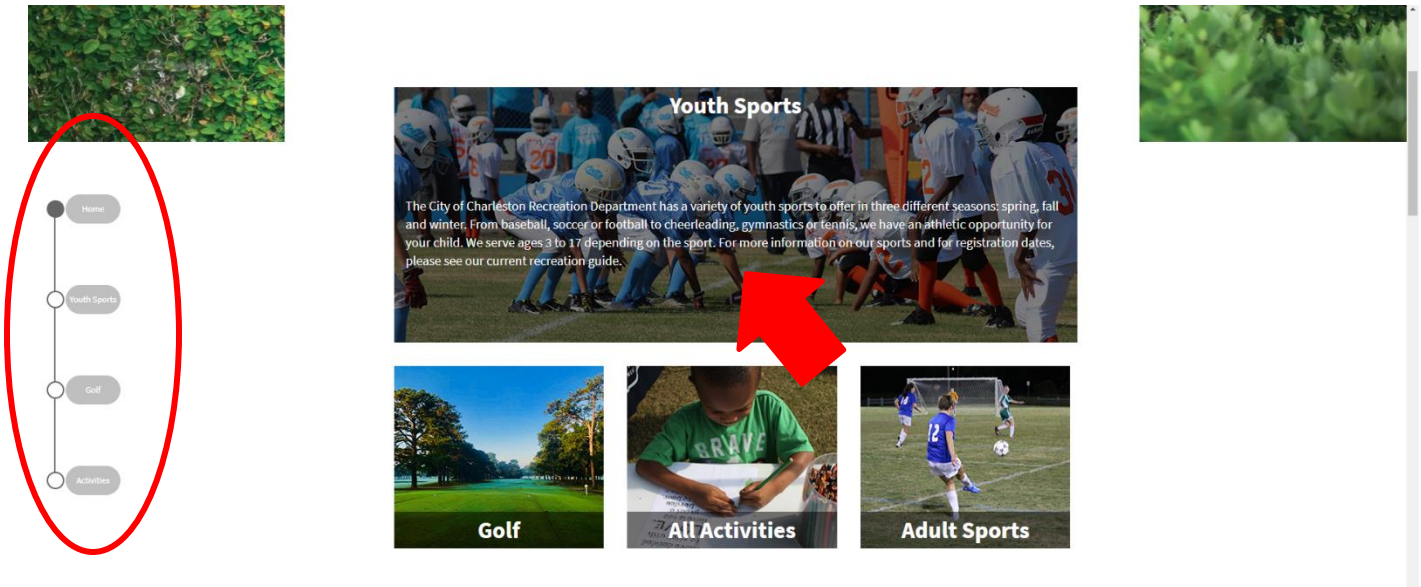 Youth Sports
The City of Charleston Recreation Department has a variety of youth sports to offer in three different seasons: spring, fall
and winter. From baseball, soccer or football to cheerleading, gymnastics or tennis, we have an athletic opportunity for
your child. We serve ages 3 to 17 depending on the sport. For more information on our sports and for registration dates,
please see our current recreation guide.
Home
Youth Sports
Golf
Activities
20
16
12
BRAVE
Golf
All Activities
Adult Sports